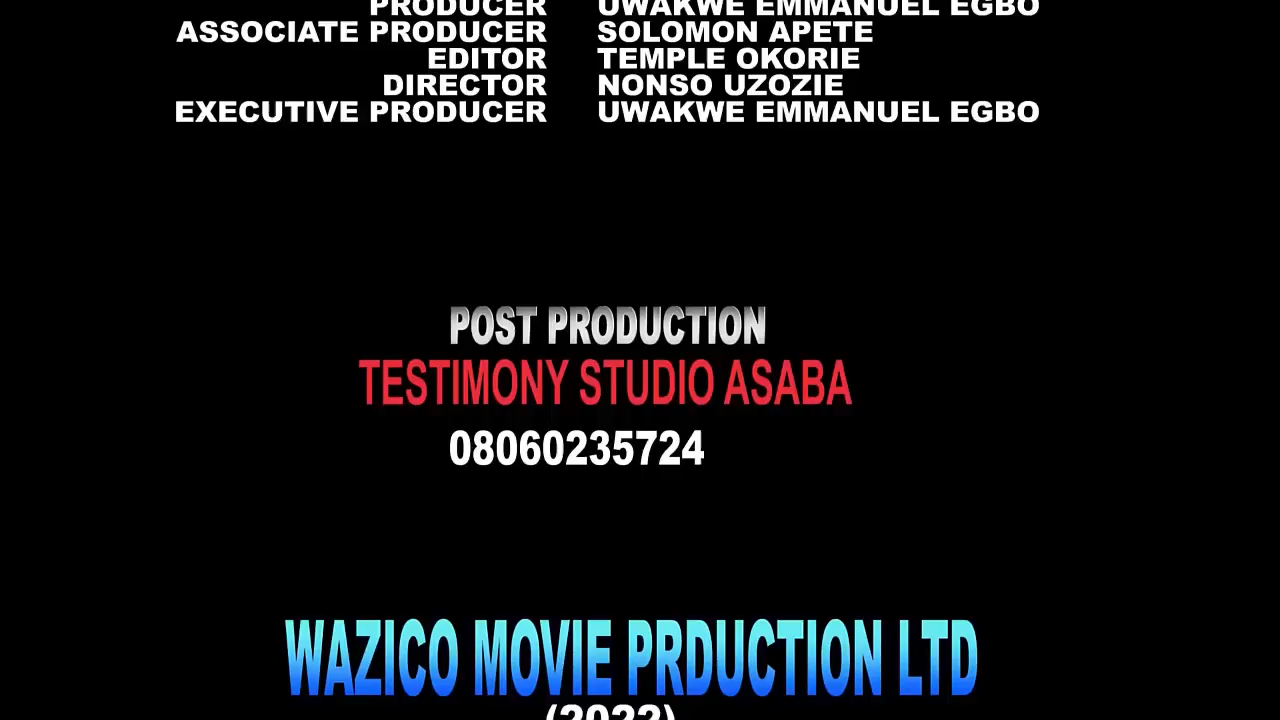 PRODUCER UWAKWE EMMANUEL EGBO
ASSOCIATE PRODUCER SOLOMON APETE
EDITOR TEMPLE OKORIE
DIRECTOR NONSO UZOZIE
EXECUTIVE PRODUCER UWAKWE EMMANUEL EGBO
POST PRODUCTION
TESTIMONY STUDIO ASABA
08060235724
WAZICO MOVIE PRDUCTION LTD